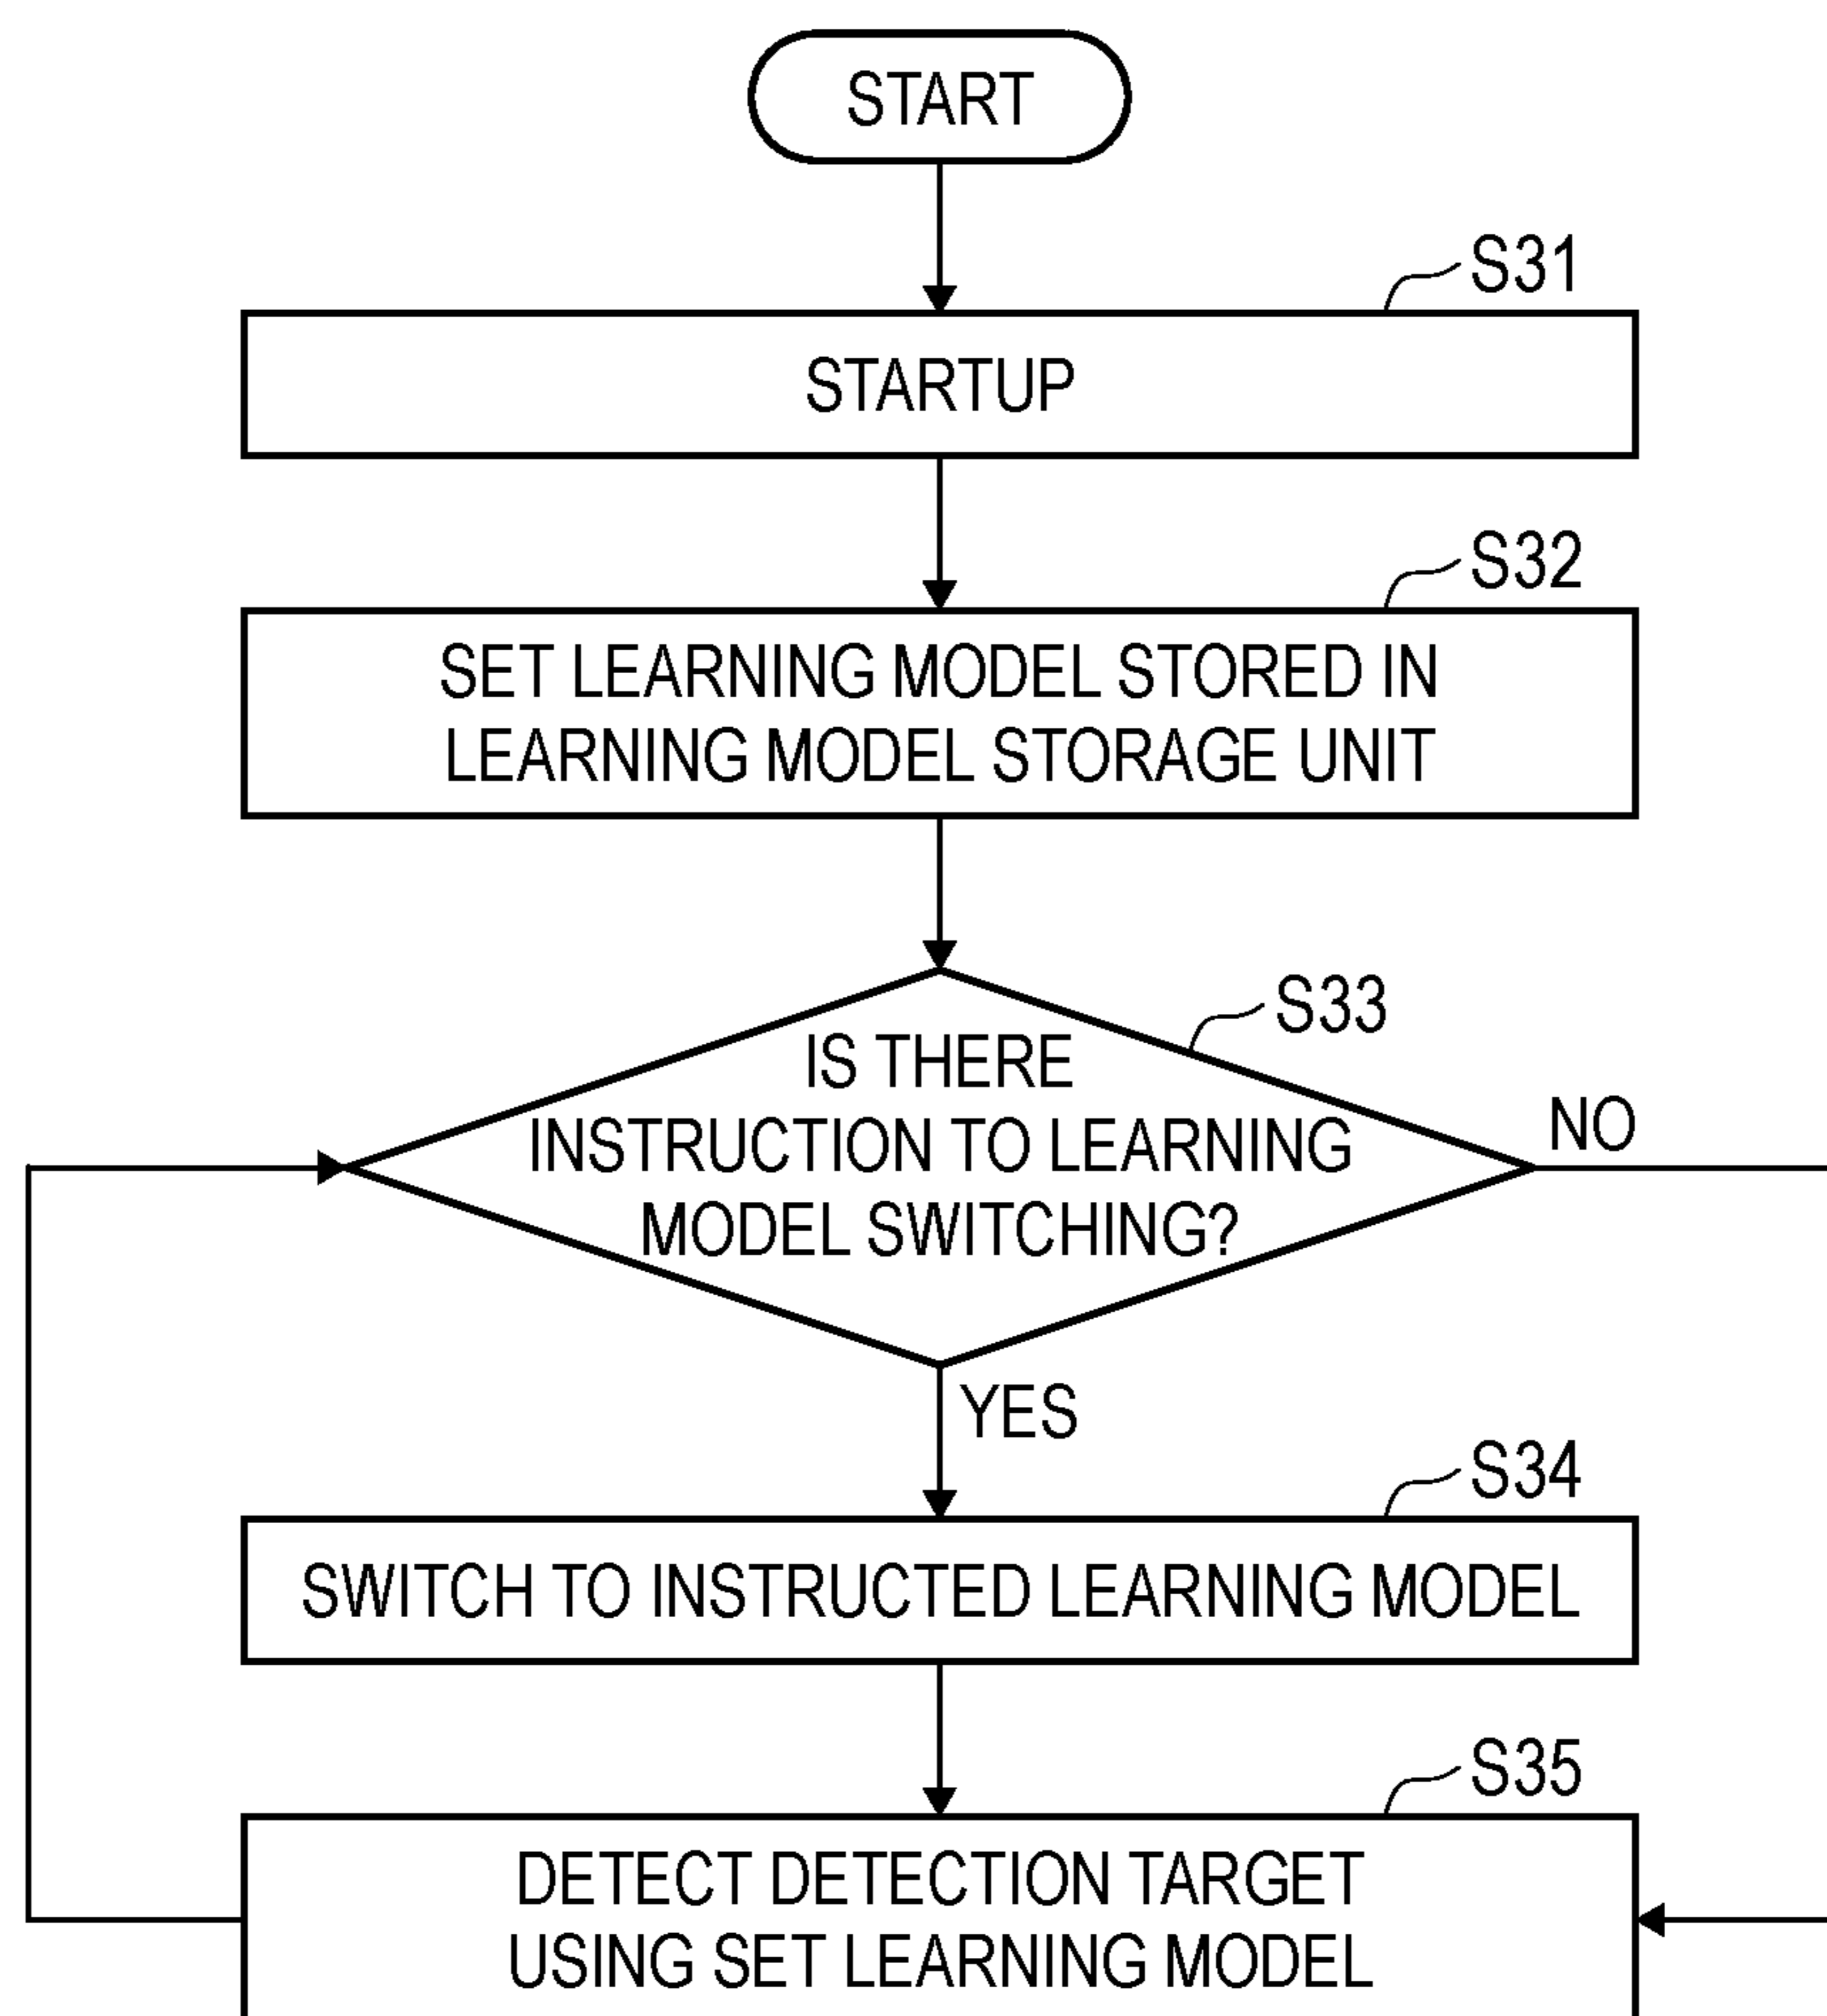 START
S31
STARTUP
S32
SET LEARNING MODEL STORED IN
LEARNING MODEL STORAGE UNIT
S33
IS THERE
INSTRUCTION TO LEARNING
MODEL SWITCHING?
NO
YES
S34
SWITCH TO INSTRUCTED LEARNING MODEL
S35
DETECT DETECTION TARGET
USING SET LEARNING MODEL